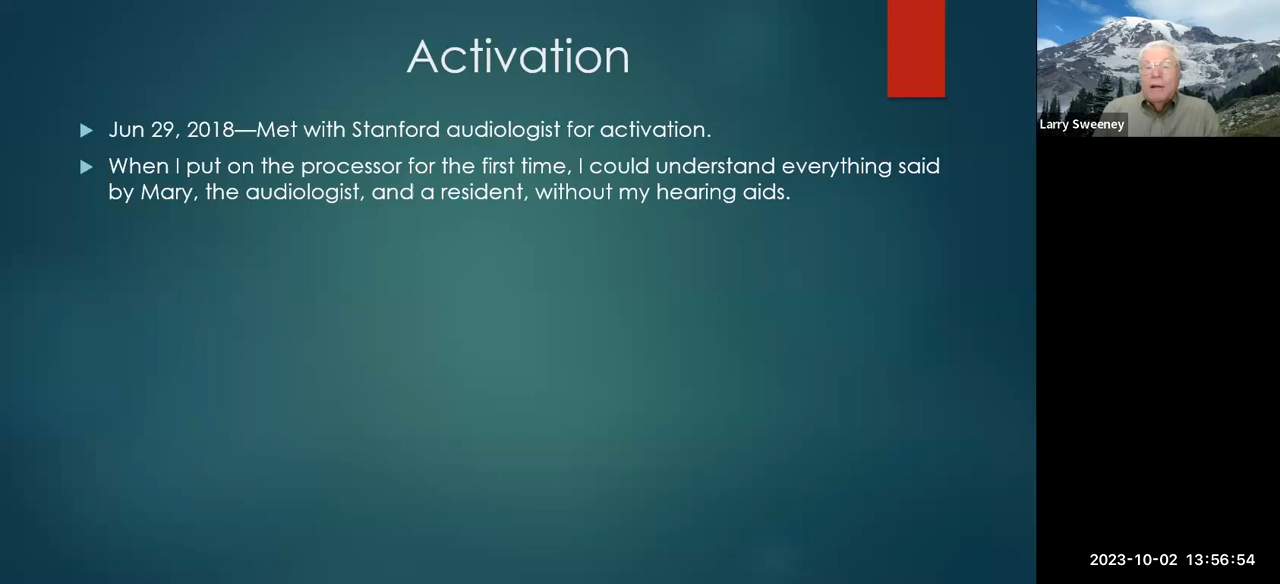 Activation
Jun 29, 2018—Met with Stanford audiologist for activation.
When I put on the processor for the first time, I could understand everything said
by Mary, the audiologist, and a resident, without my hearing aids.
Larry Sweeney
2023-10-02 13:56:54